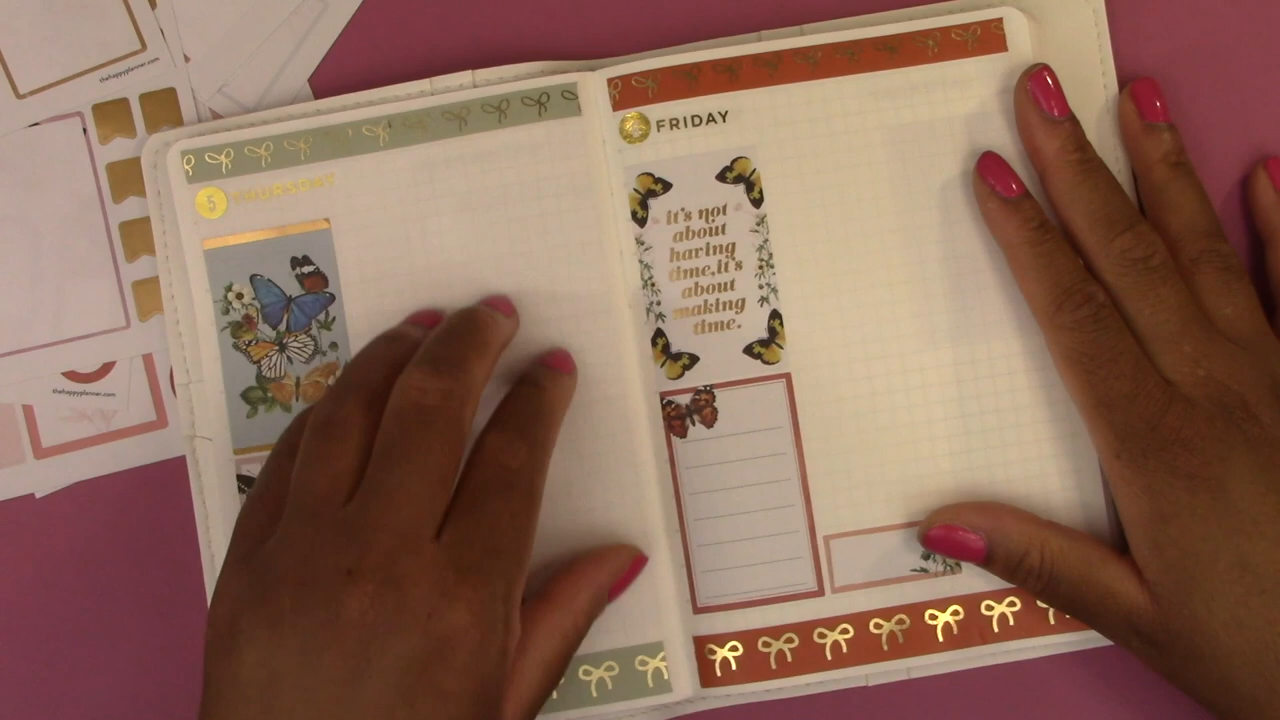 thehappyplanner.com
thehappyplanner.com
5 THURSDAY
FRIDAY
it's not
about
having
time, it's
about
making
time.